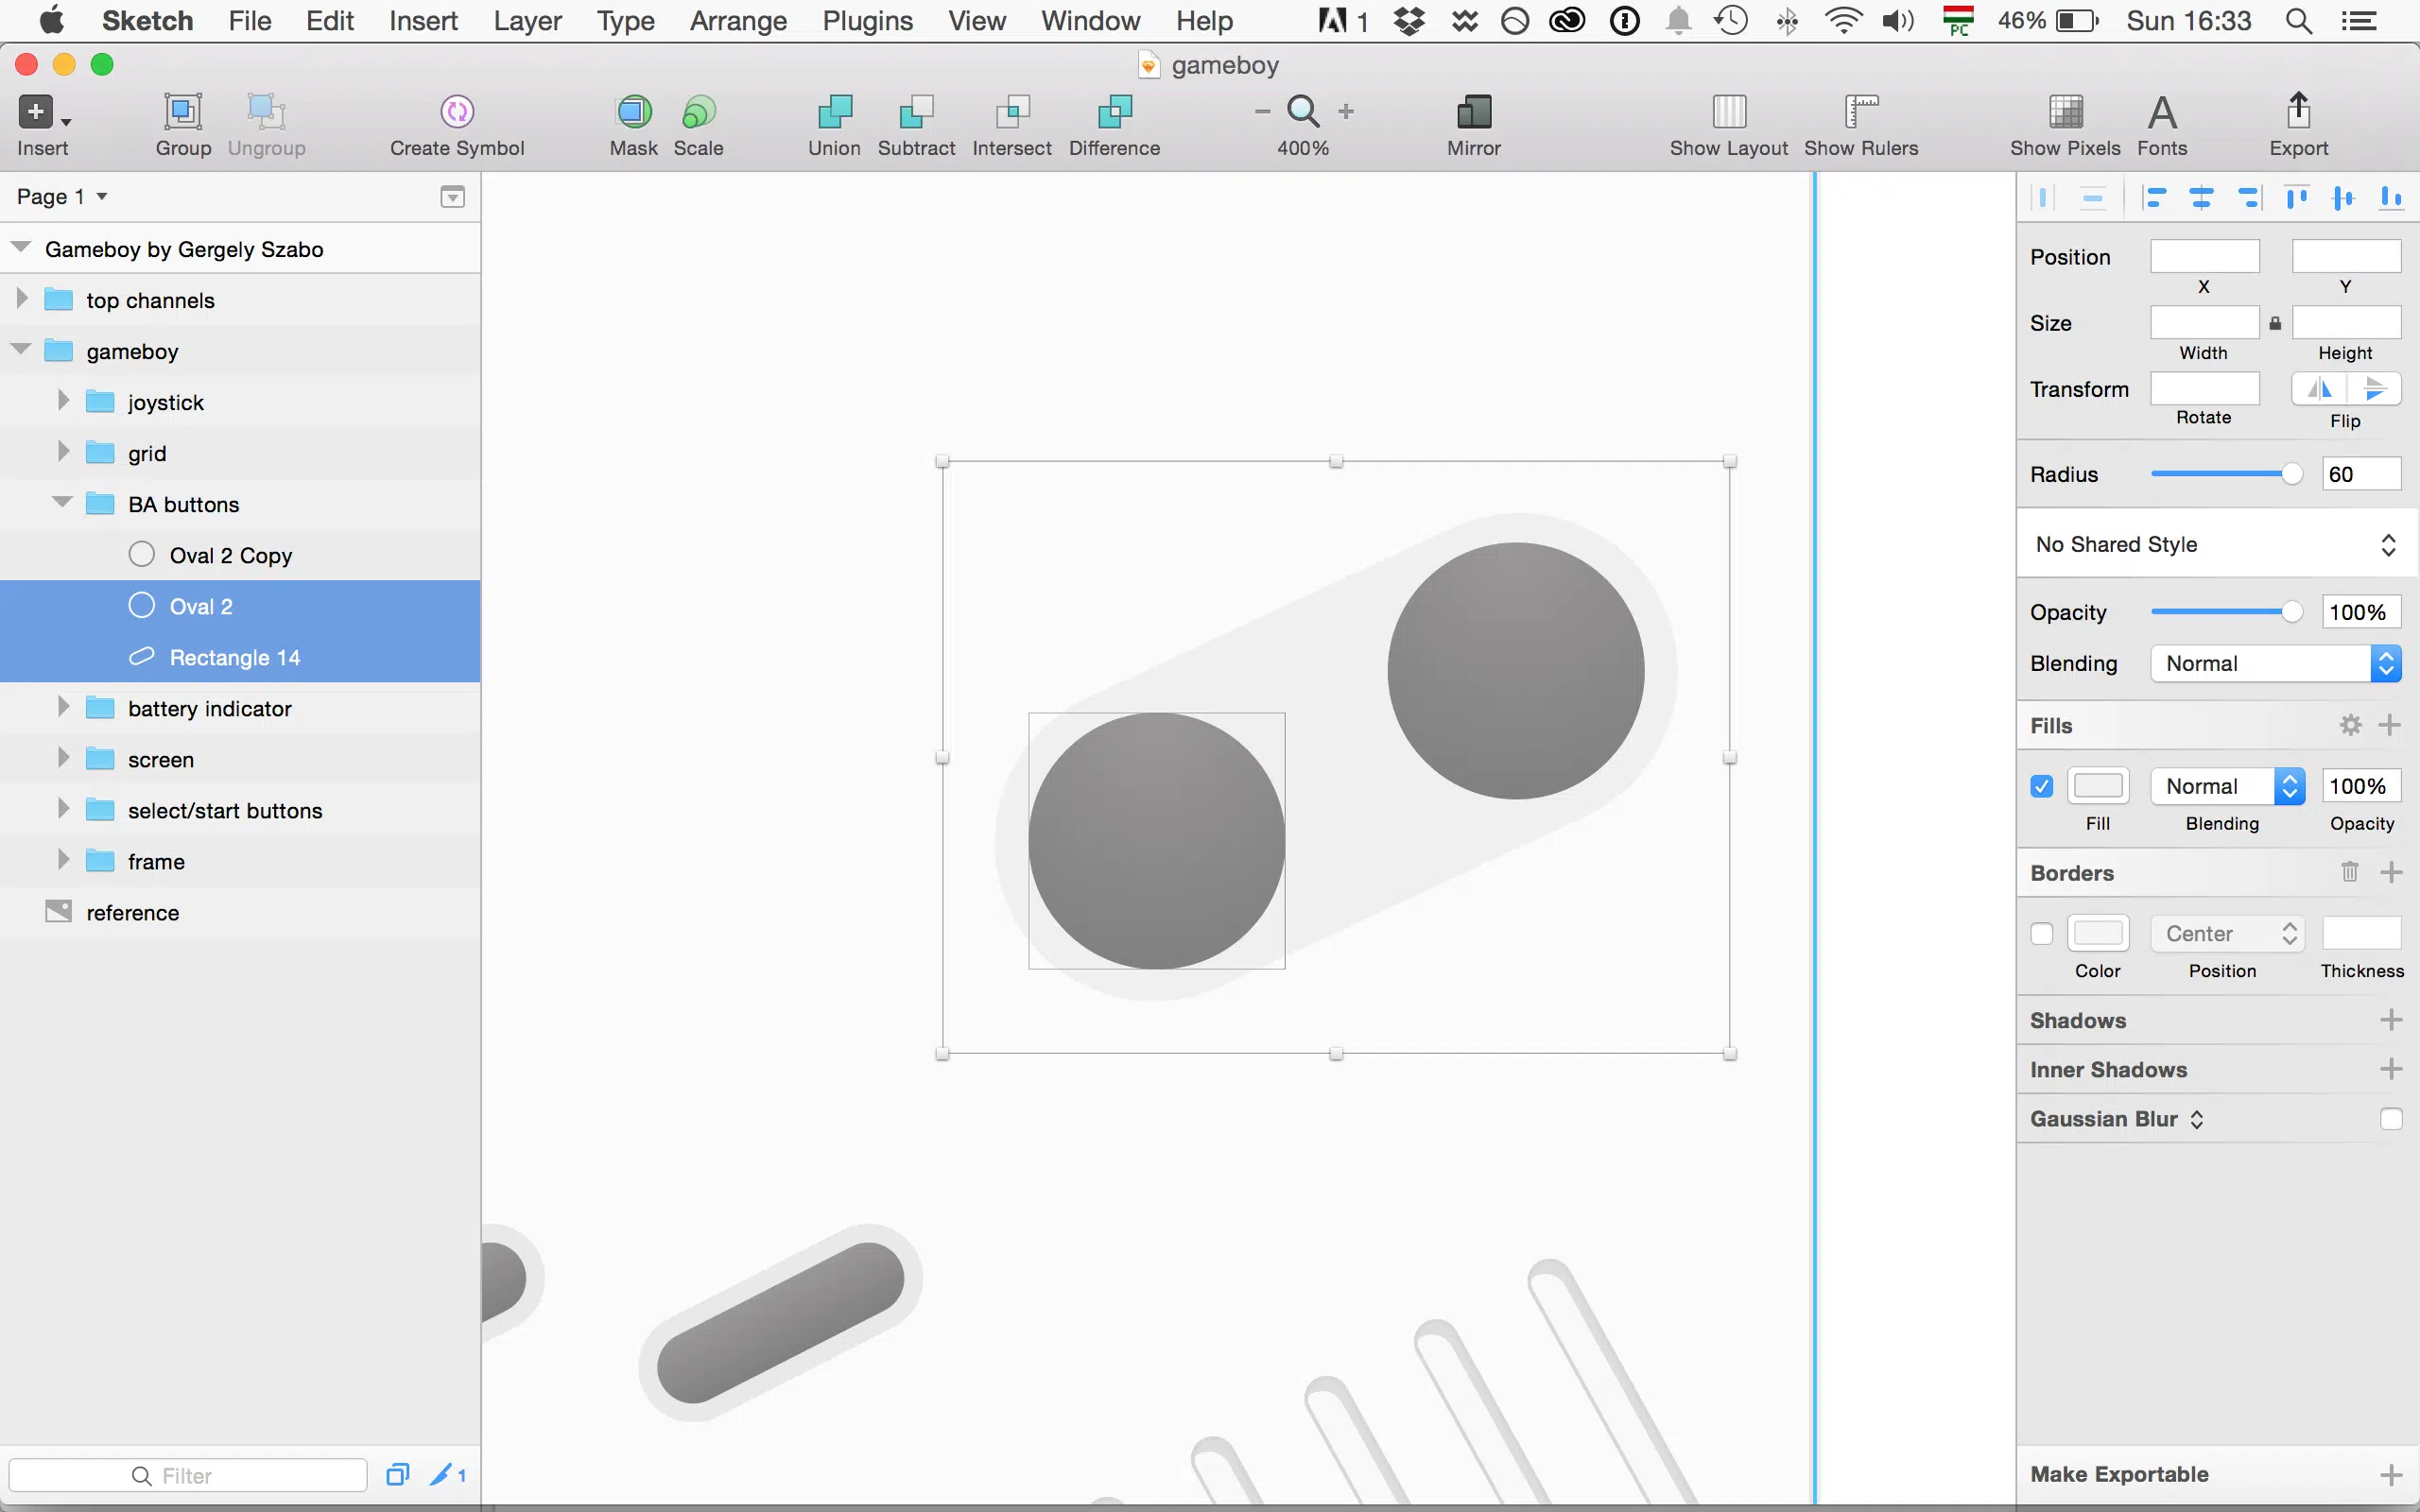 Sketch File Edit Insert Layer Type Arrange Plugins View Window Help 1 PC 46% Sun 16:33
gameboy
Insert Group Ungroup Create Symbol Mask Scale Union Subtract Intersect Difference 400% Mirror Show Layout Show Rulers Show Pixels Fonts Export
Page 1
Gameboy by Gergely Szabo
top channels
gameboy
joystick
grid
BA buttons
Oval 2 Copy
Oval 2
Rectangle 14
battery indicator
screen
select/start buttons
frame
reference
Filter 1
Position
X Y
Size
Width Height
Transform
Rotate Flip
Radius 60
No Shared Style
Opacity 100%
Blending Normal
Fills
Normal 100%
Fill Blending Opacity
Borders
Center
Color Position Thickness
Shadows
Inner Shadows
Gaussian Blur
Make Exportable